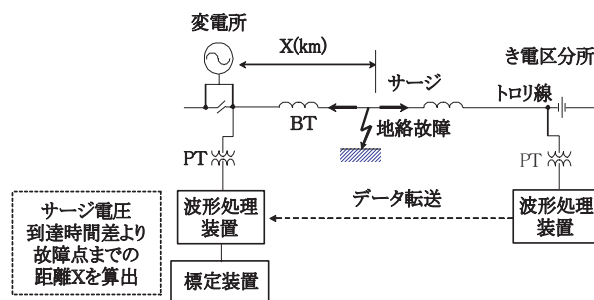 変電所
X(km)
サージ
き電区分所
トロリ線
BT
地絡故障
PT
PT
サージ電圧
到達時間差より
故障点までの
距離Xを算出
波形処理
装置
データ転送
波形処理
装置
標定装置